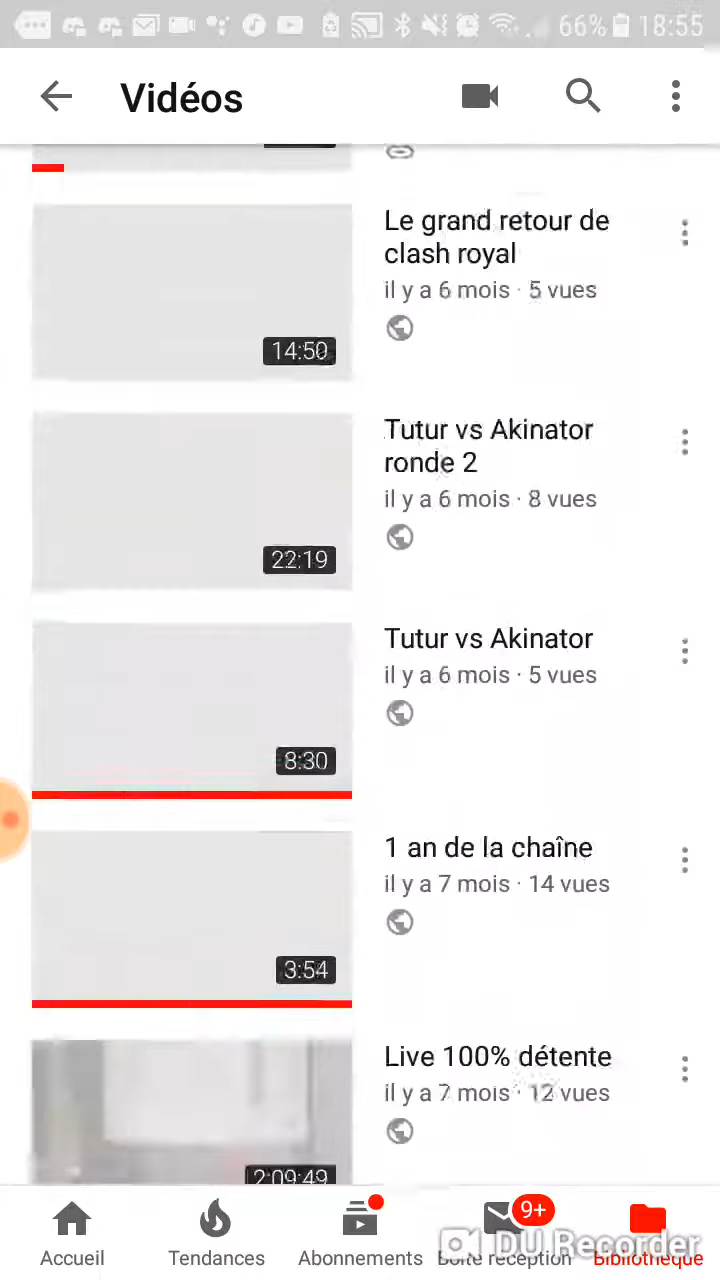 66% 18:55
Vidéos
Le grand retour de
clash royal
il y a 6 mois · 5 vues
14:50
Tutur vs Akinator
ronde 2
il y a 6 mois · 8 vues
22:19
Tutur vs Akinator
il y a 6 mois · 5 vues
8:30
1 an de la chaîne
il y a 7 mois · 14 vues
3:54
Live 100% détente
il y a 7 mois · 12 vues
2:09:49
9+
DU Recorder
Accueil Tendances Abonnements Boîte réception Bibliothèque